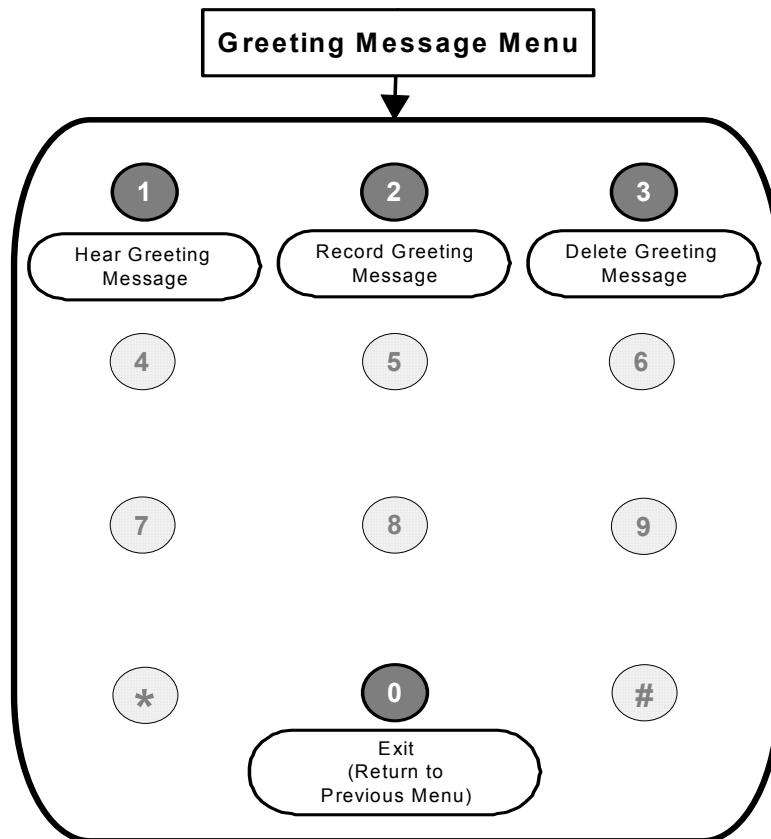 Greeting Message Menu
1 2 3
Hear Greeting Message
Record Greeting Message
Delete Greeting Message
4 5 6
7 8 9
* 0 #
Exit
(Return to
Previous Menu)